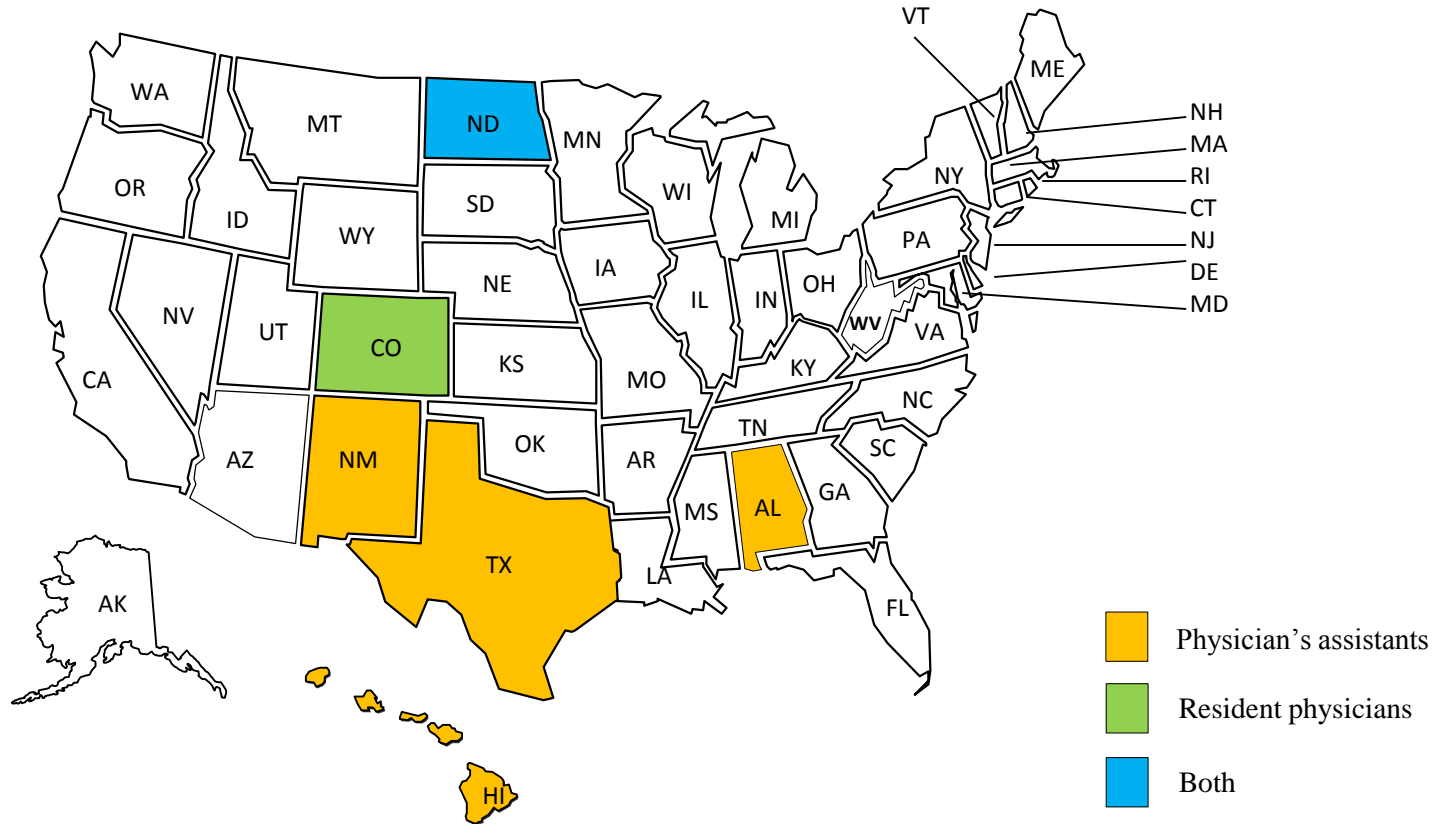 VT
ME
WA
NH
MT
ND
MN
MA
OR
RI
NY
WI
SD
CT
ID
MI
WY
PA
NJ
IA
DE
NE
OH
IL
IN
MD
NV
WV
UT
VA
CO
KS
KY
CA
MO
NC
TN
OK
SC
AZ
NM
AR
GA
AL
MS
TX
LA
AK
FL
HI
Physician’s assistants
Resident physicians
Both